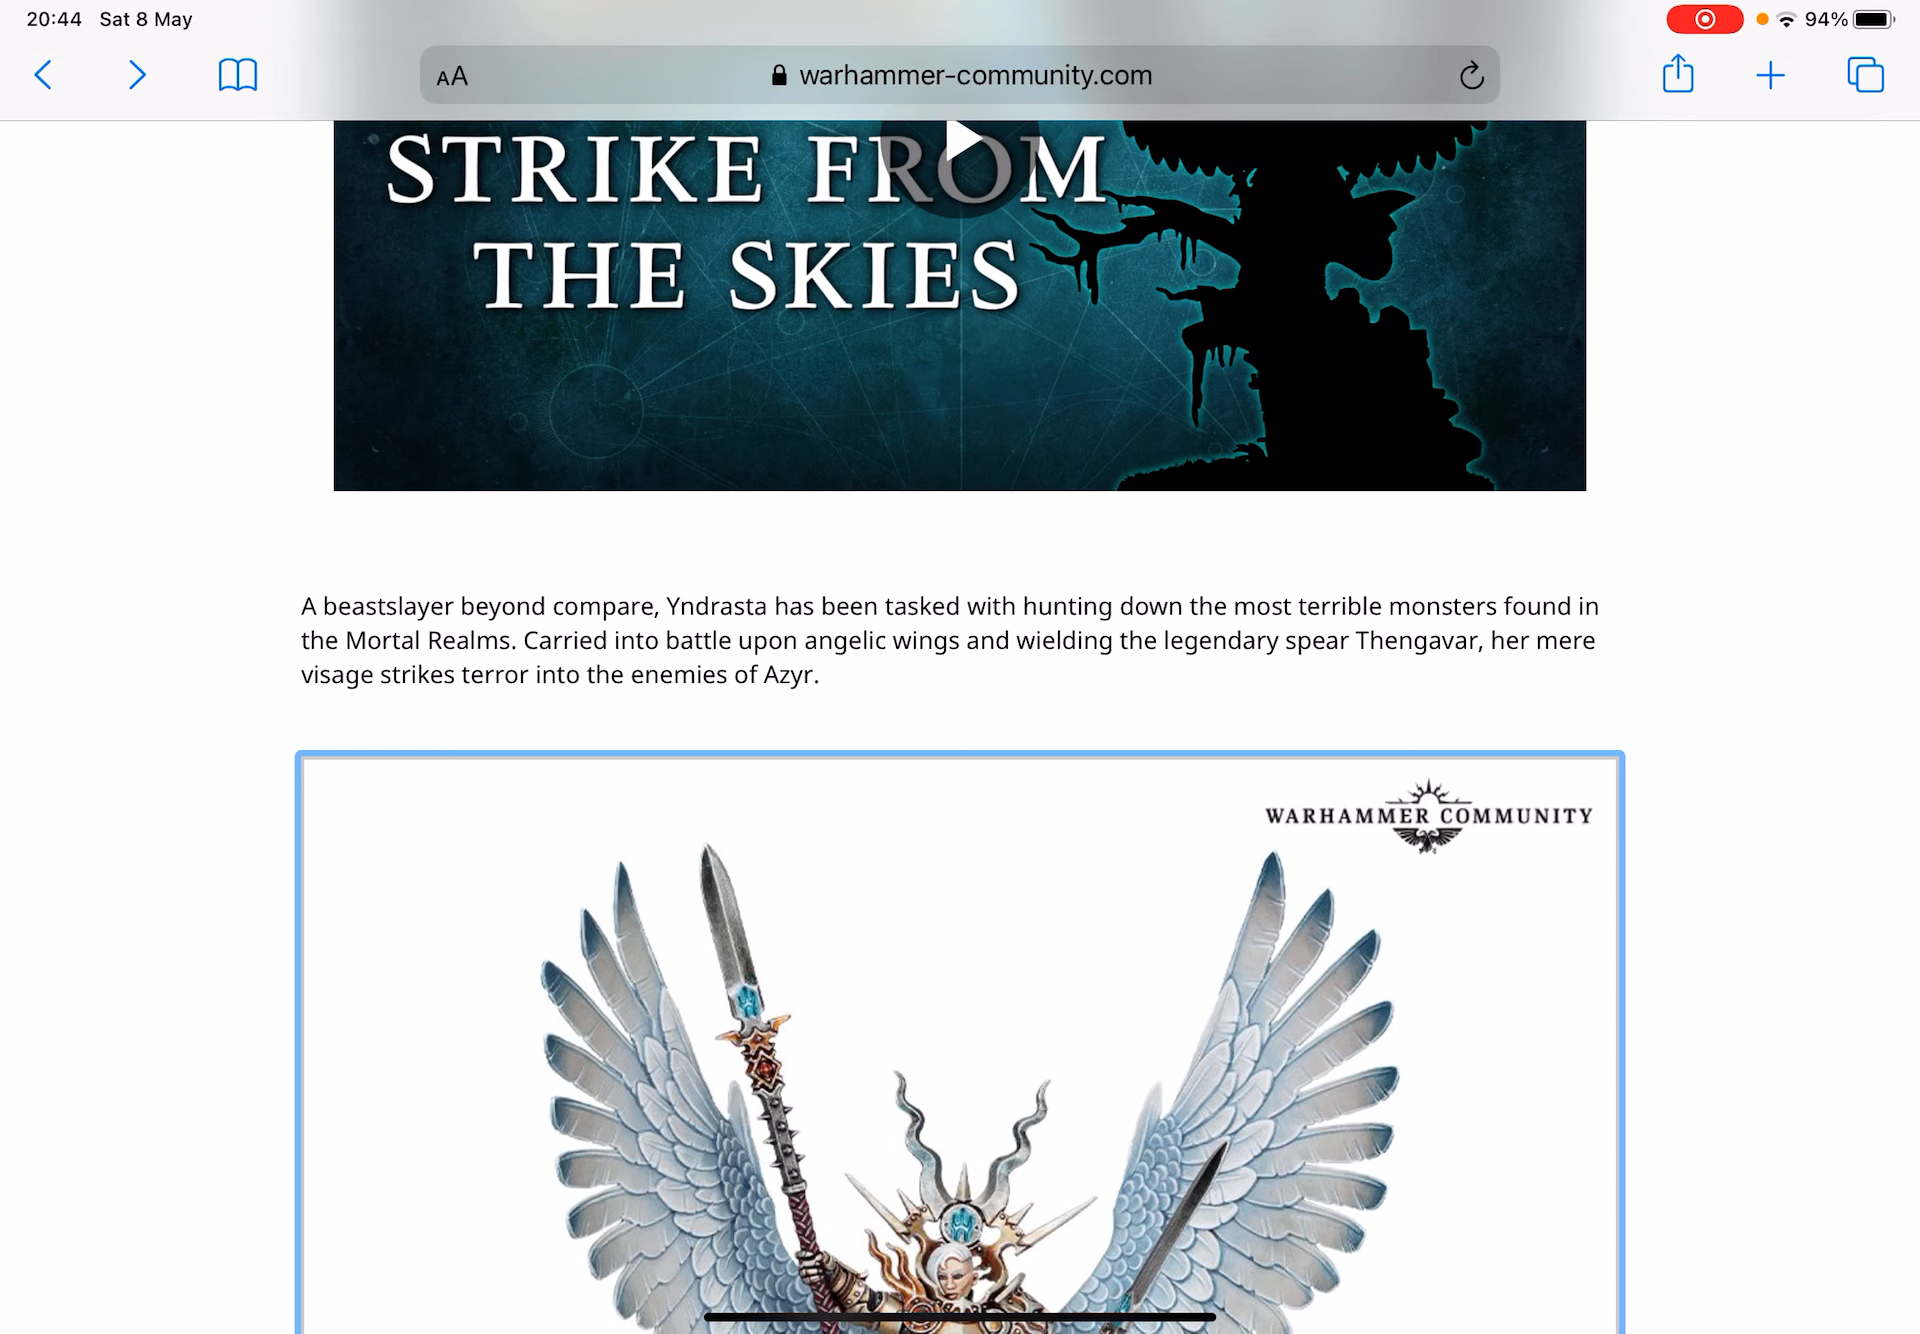 20:44 Sat 8 May
94%
AA
warhammer-community.com
STRIKE FROM
THE SKIES
A beastslayer beyond compare, Yndrasta has been tasked with hunting down the most terrible monsters found in
the Mortal Realms. Carried into battle upon angelic wings and wielding the legendary spear Thengavar, her mere
visage strikes terror into the enemies of Azyr.
WARHAMMER COMMUNITY